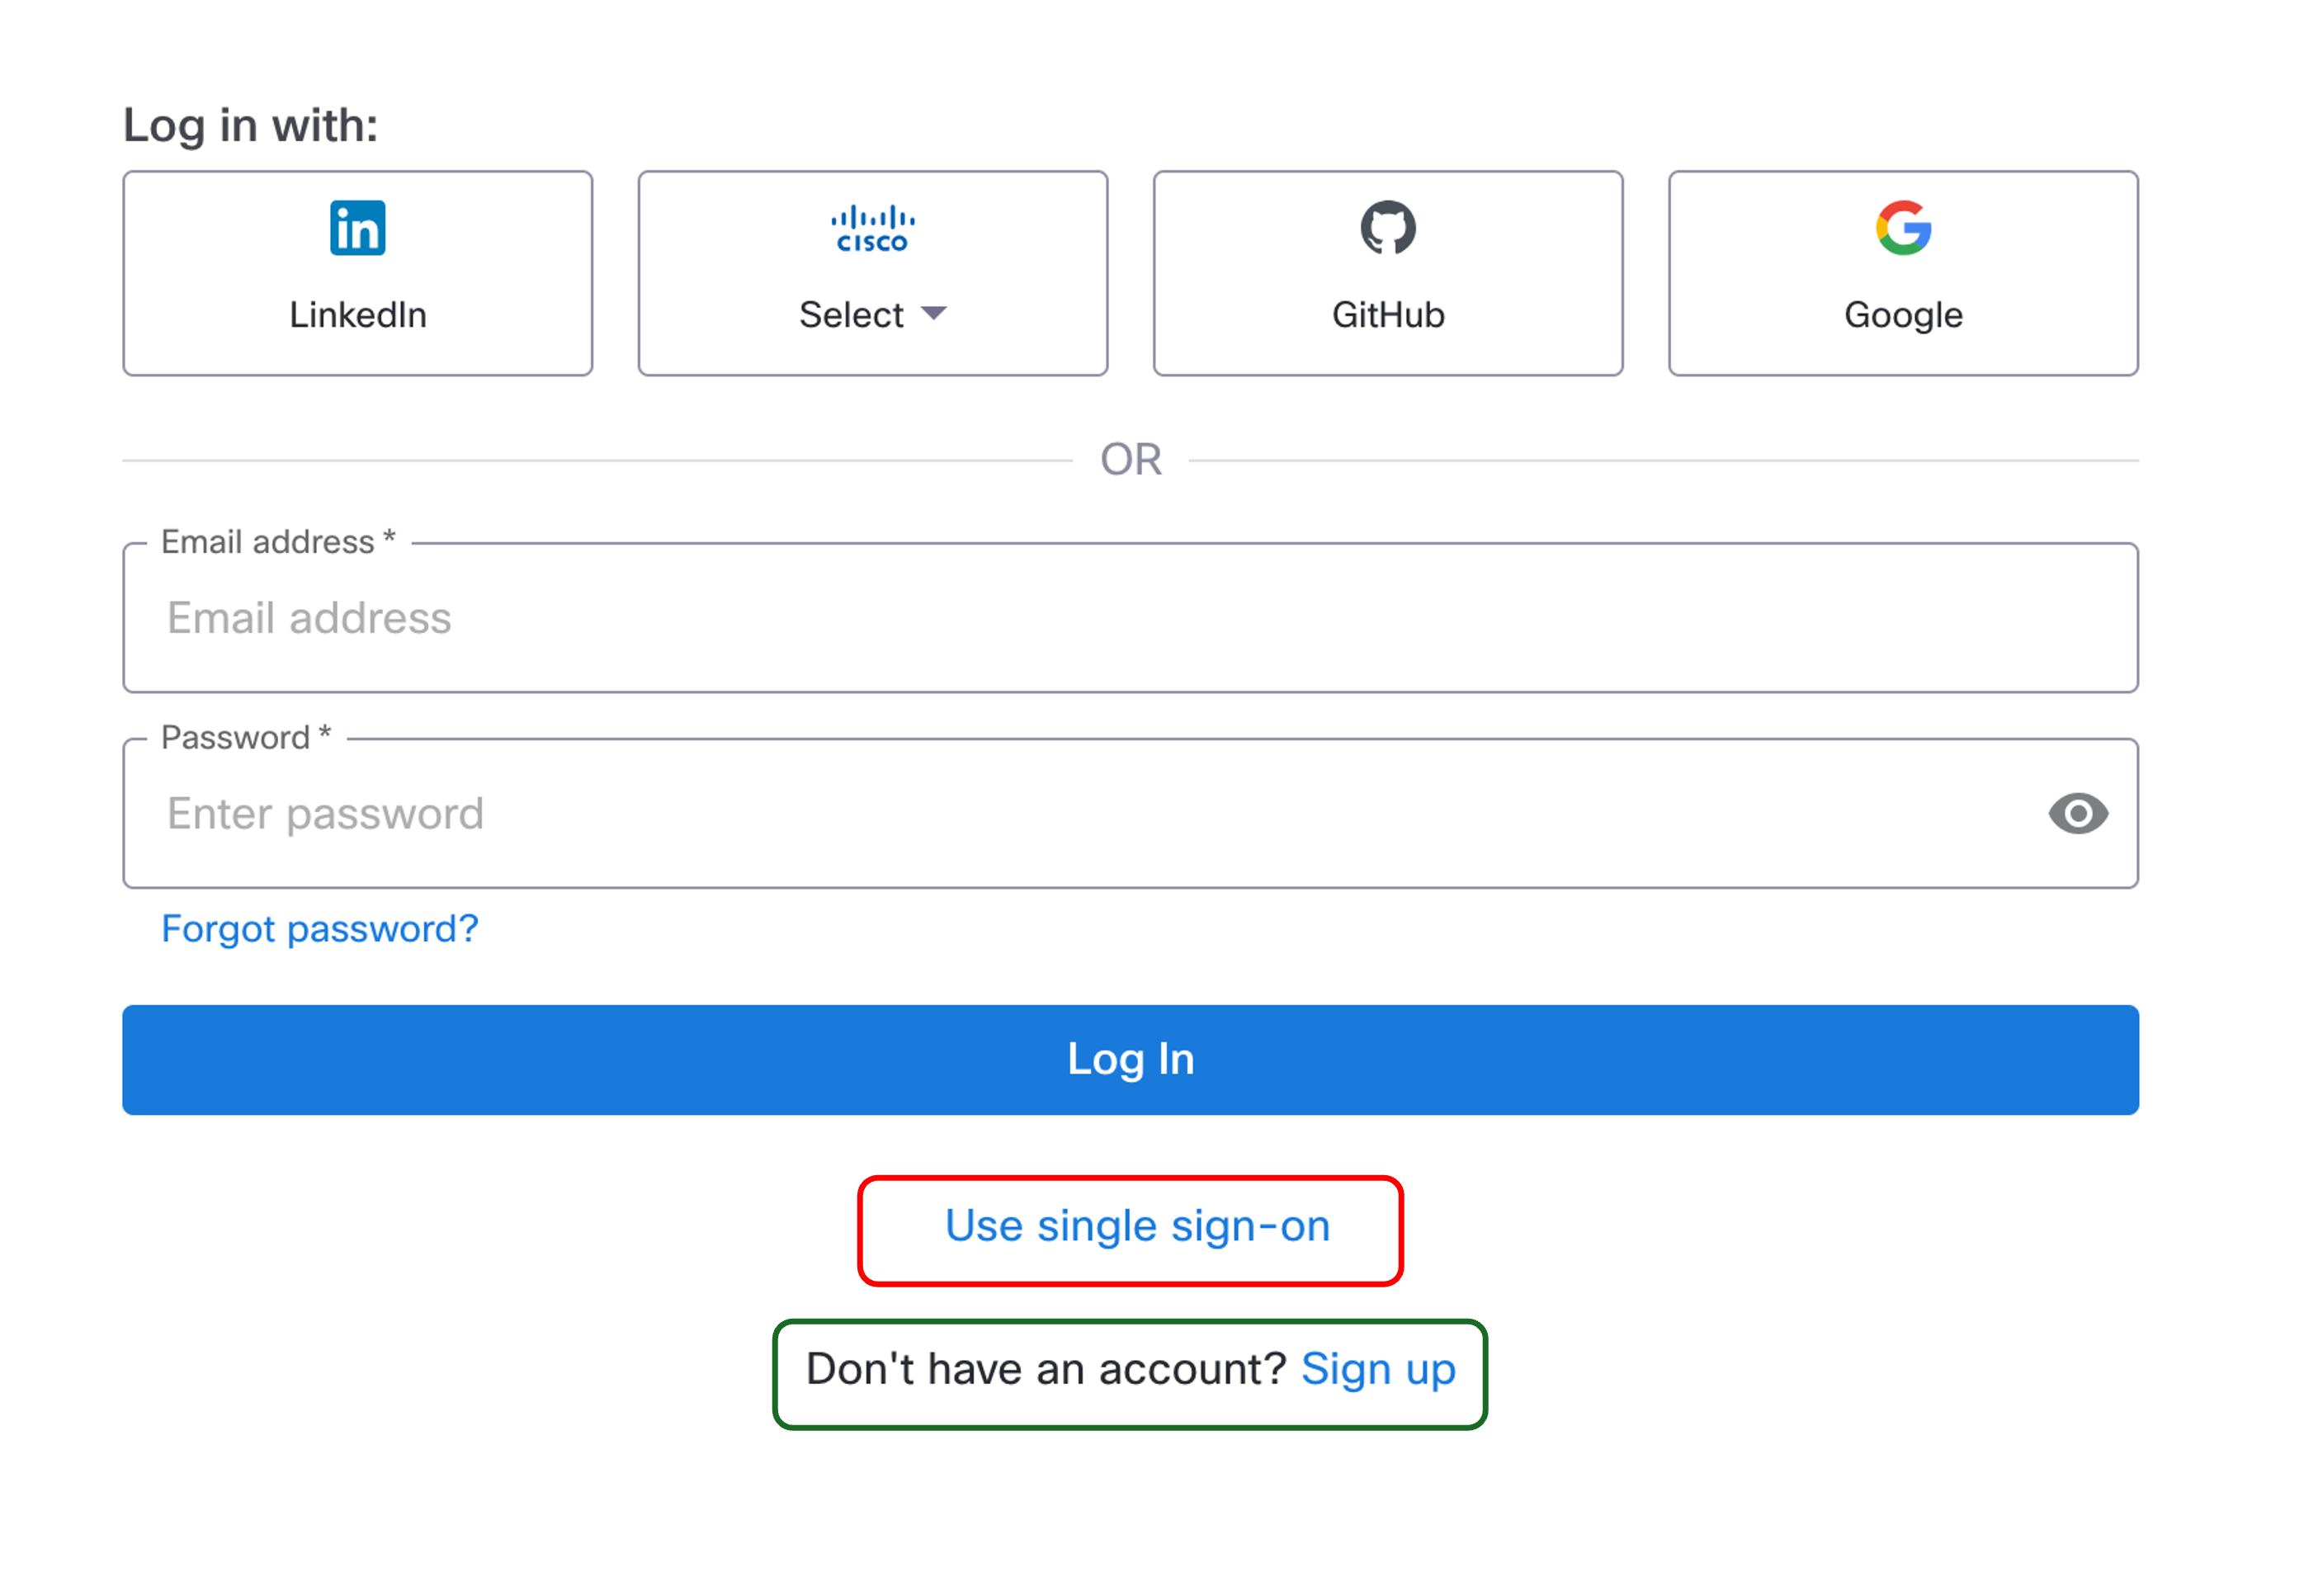 Log in with:
in
CISCO
LinkedIn
Select
GitHub
Google
OR
Email address *
Email address
Password *
Enter password
Forgot password?
Log In
Use single sign-on
Don't have an account? Sign up